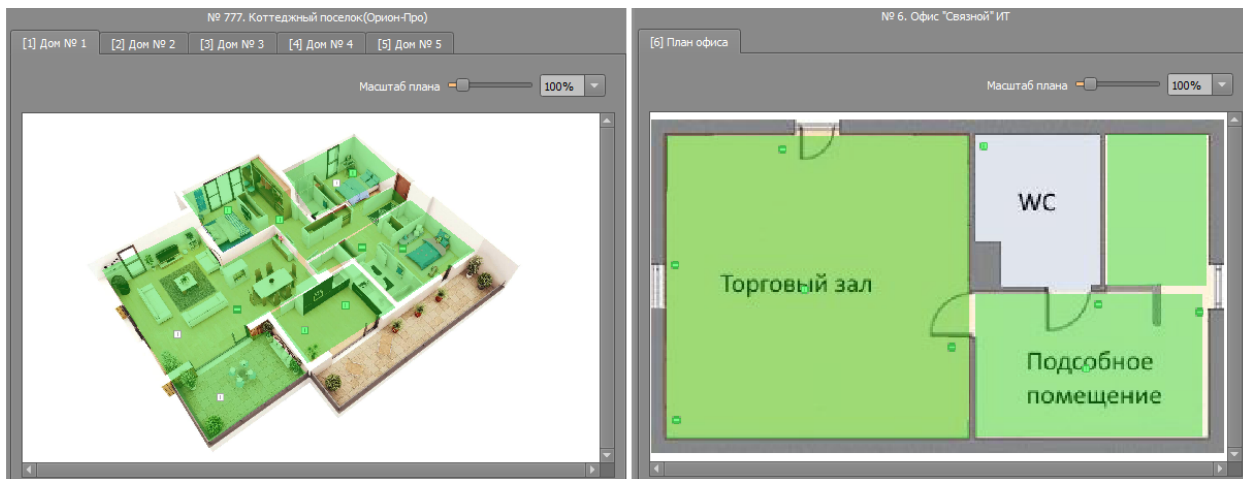 № 777. Коттеджный поселок(Орион-Про)
[1] Дом № 1
[2] Дом № 2
[3] Дом № 3
[4] Дом № 4
[5] Дом № 5
Масштаб плана
100%
№ 6. Офис "Связной" ИТ
[6] План офиса
Масштаб плана
100%
WC
Торговый зал
Подсобное
помещение